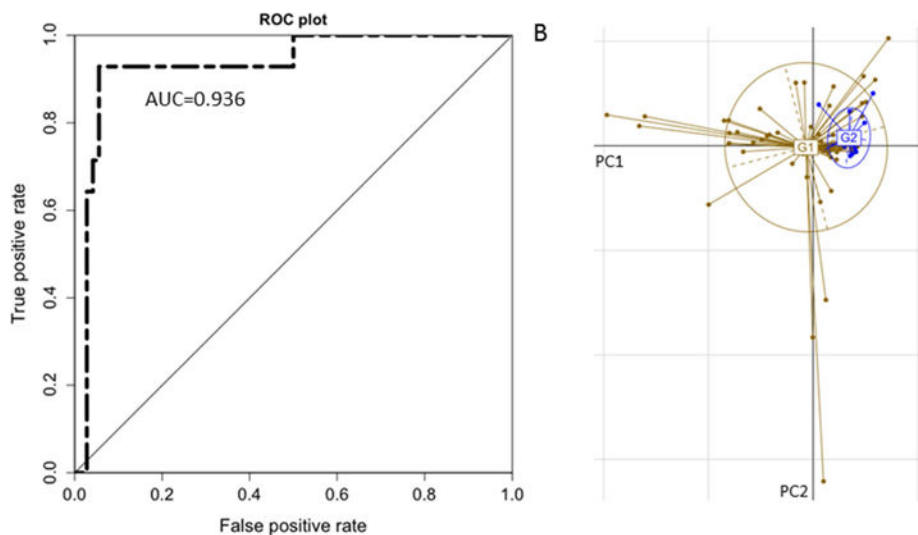 ROC plot
AUC=0.936
True positive rate
0.0 0.2 0.4 0.6 0.8 1.0
0.0 0.2 0.4 0.6 0.8 1.0
False positive rate
B
G1
G2
PC1
PC2